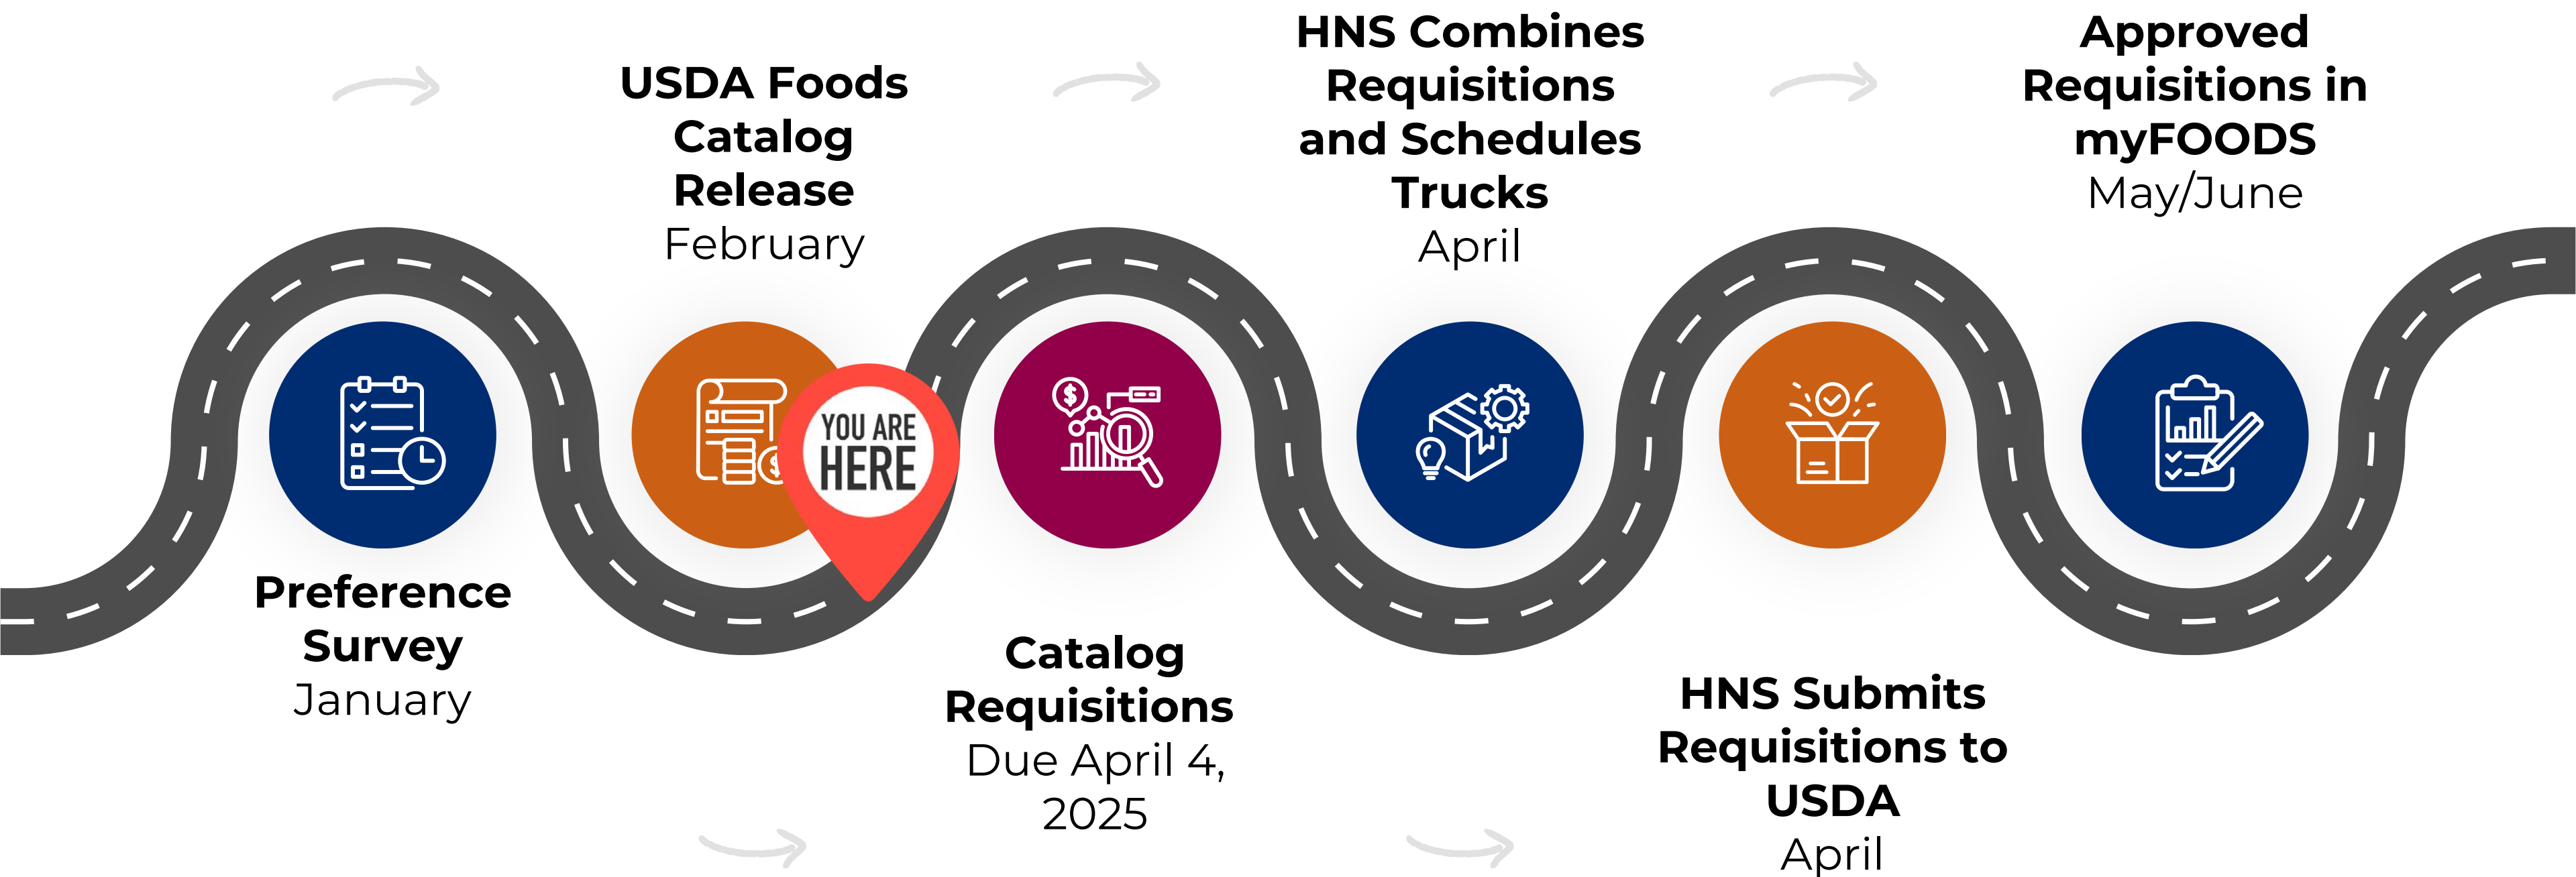 Preference
Survey
January
USDA Foods
Catalog
Release
February
YOU ARE
HERE
Catalog
Requisitions
Due April 4,
2025
HNS Combines
Requisitions
and Schedules
Trucks
April
HNS Submits
Requisitions to
USDA
April
Approved
Requisitions in
myFOODS
May/June